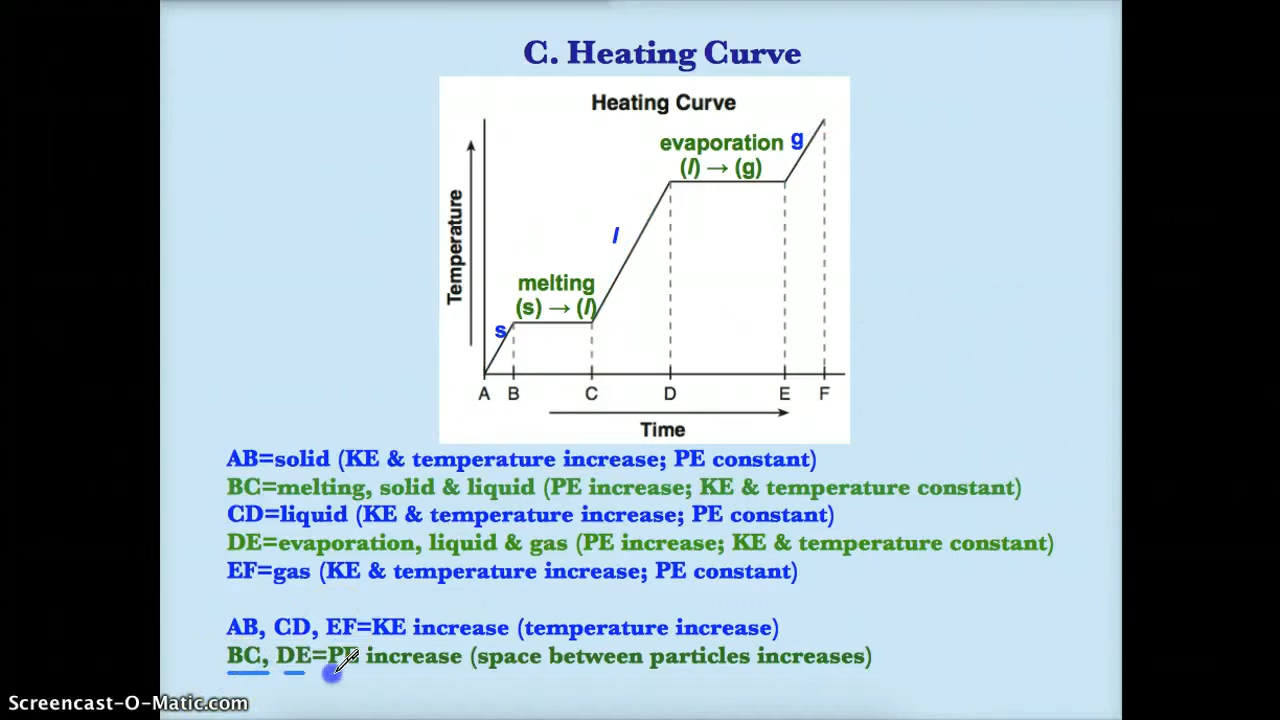 C. Heating Curve
Heating Curve
evaporation g
(l) → (g)
Temperature
l
melting
(s) → (l)
s
A B C D E F
Time
AB=solid (KE & temperature increase; PE constant)
BC=melting, solid & liquid (PE increase; KE & temperature constant)
CD=liquid (KE & temperature increase; PE constant)
DE=evaporation, liquid & gas (PE increase; KE & temperature constant)
EF=gas (KE & temperature increase; PE constant)
AB, CD, EF=KE increase (temperature increase)
BC, DE=PE increase (space between particles increases)
Screencast-O-Matic.com